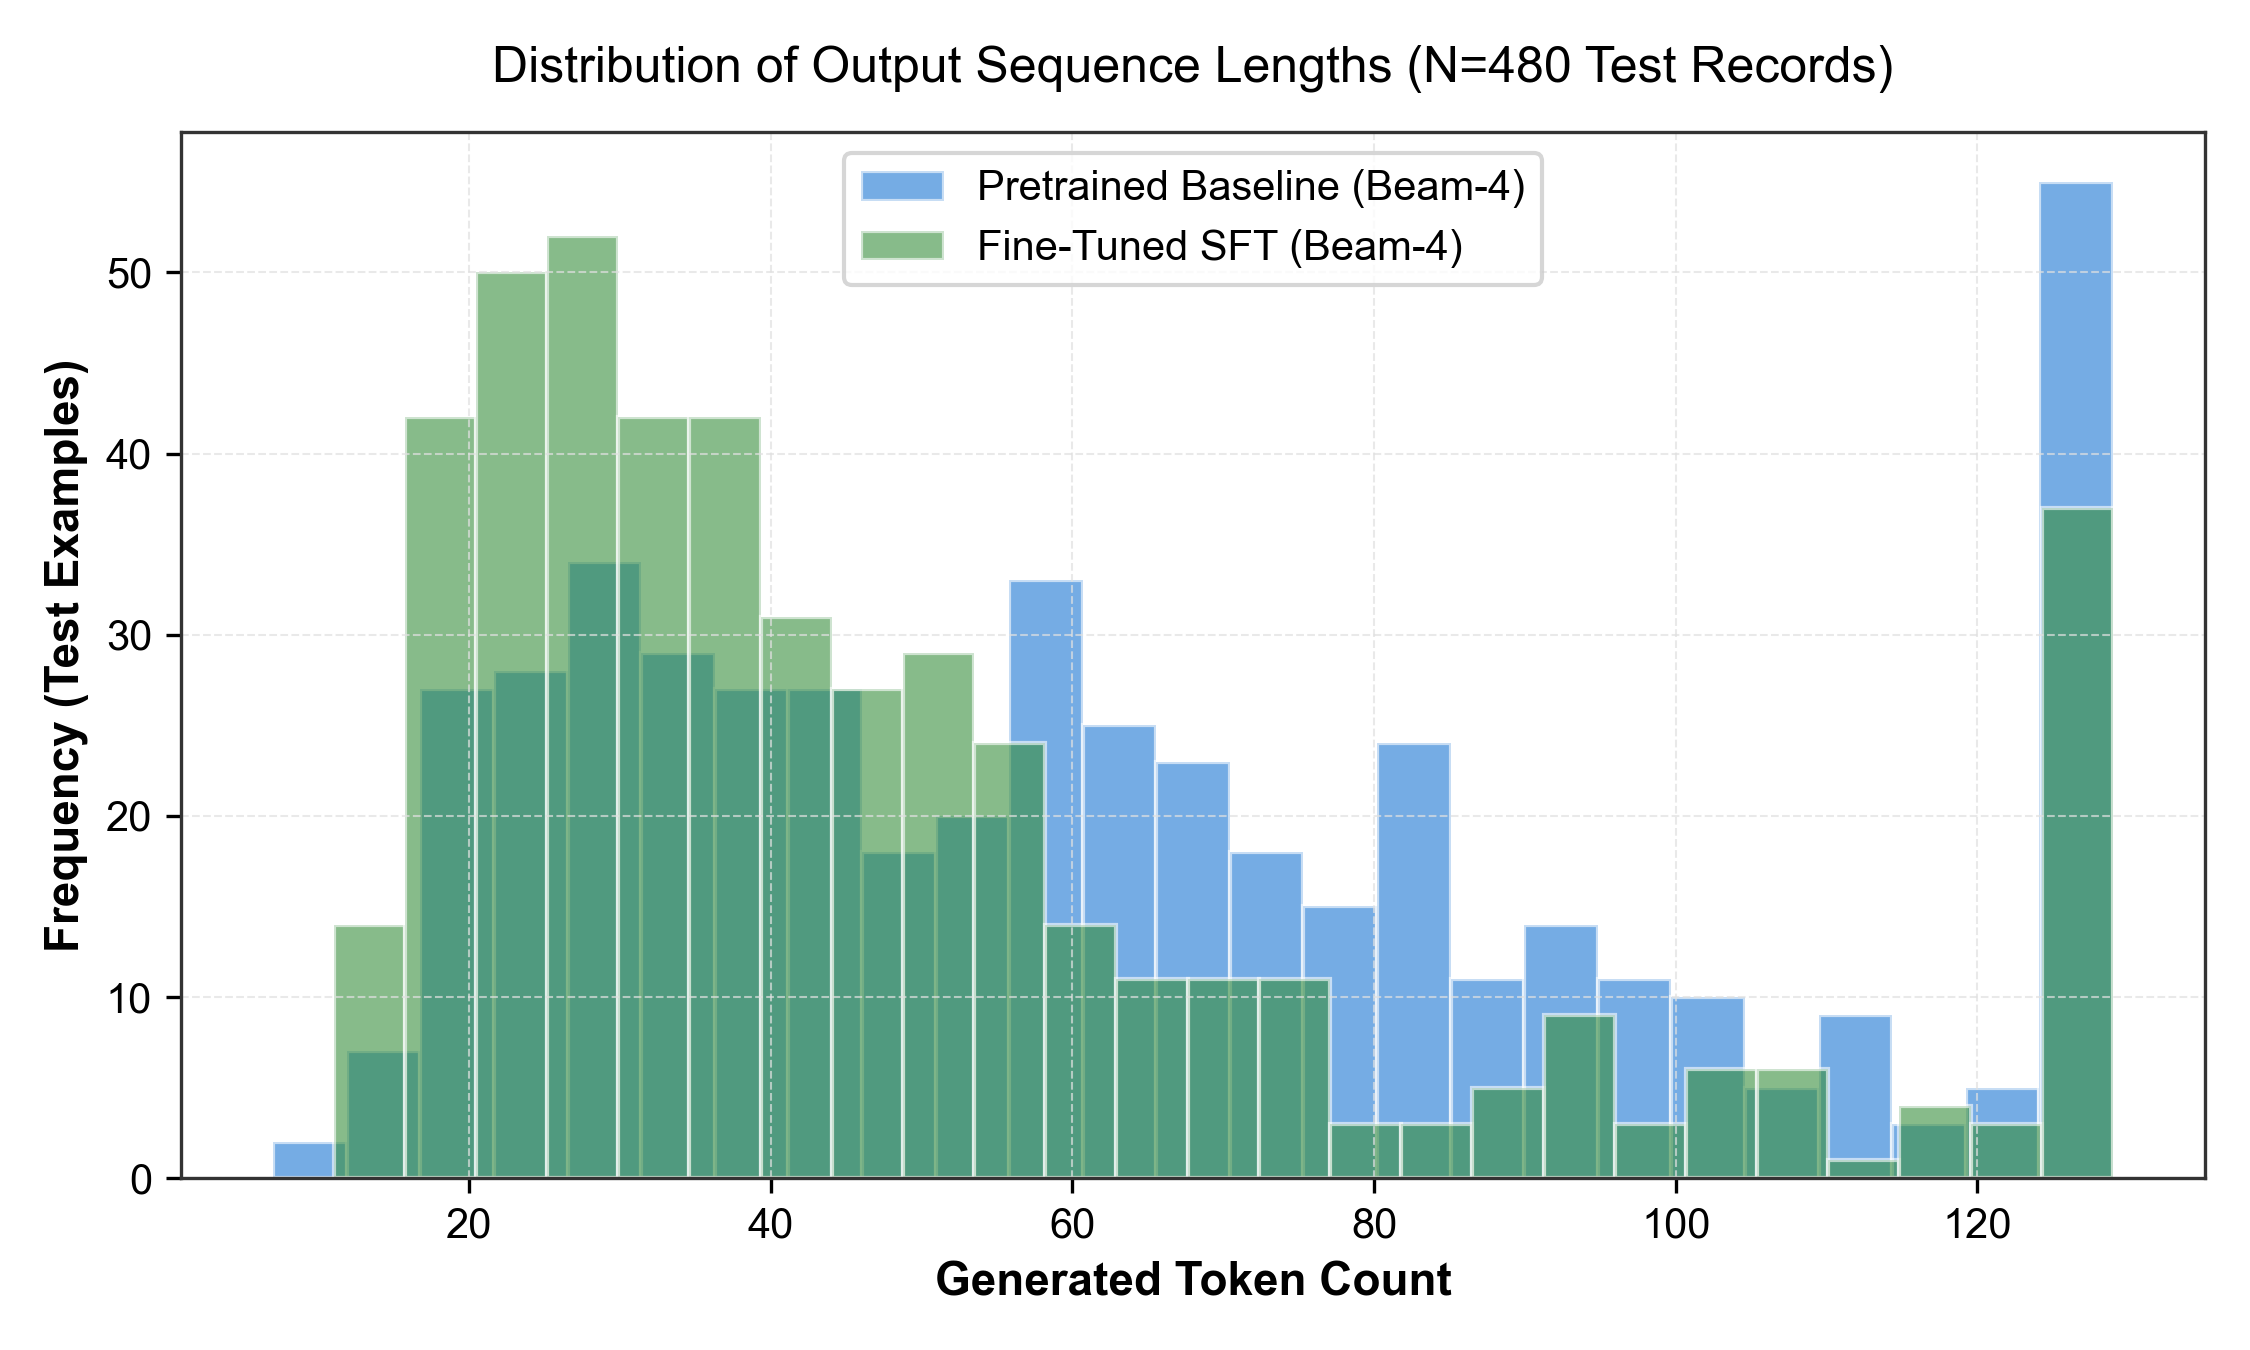 Distribution of Output Sequence Lengths (N=480 Test Records)
Pretrained Baseline (Beam-4)
Fine-Tuned SFT (Beam-4)
Frequency (Test Examples)
50
40
30
20
10
0
20 40 60 80 100 120
Generated Token Count